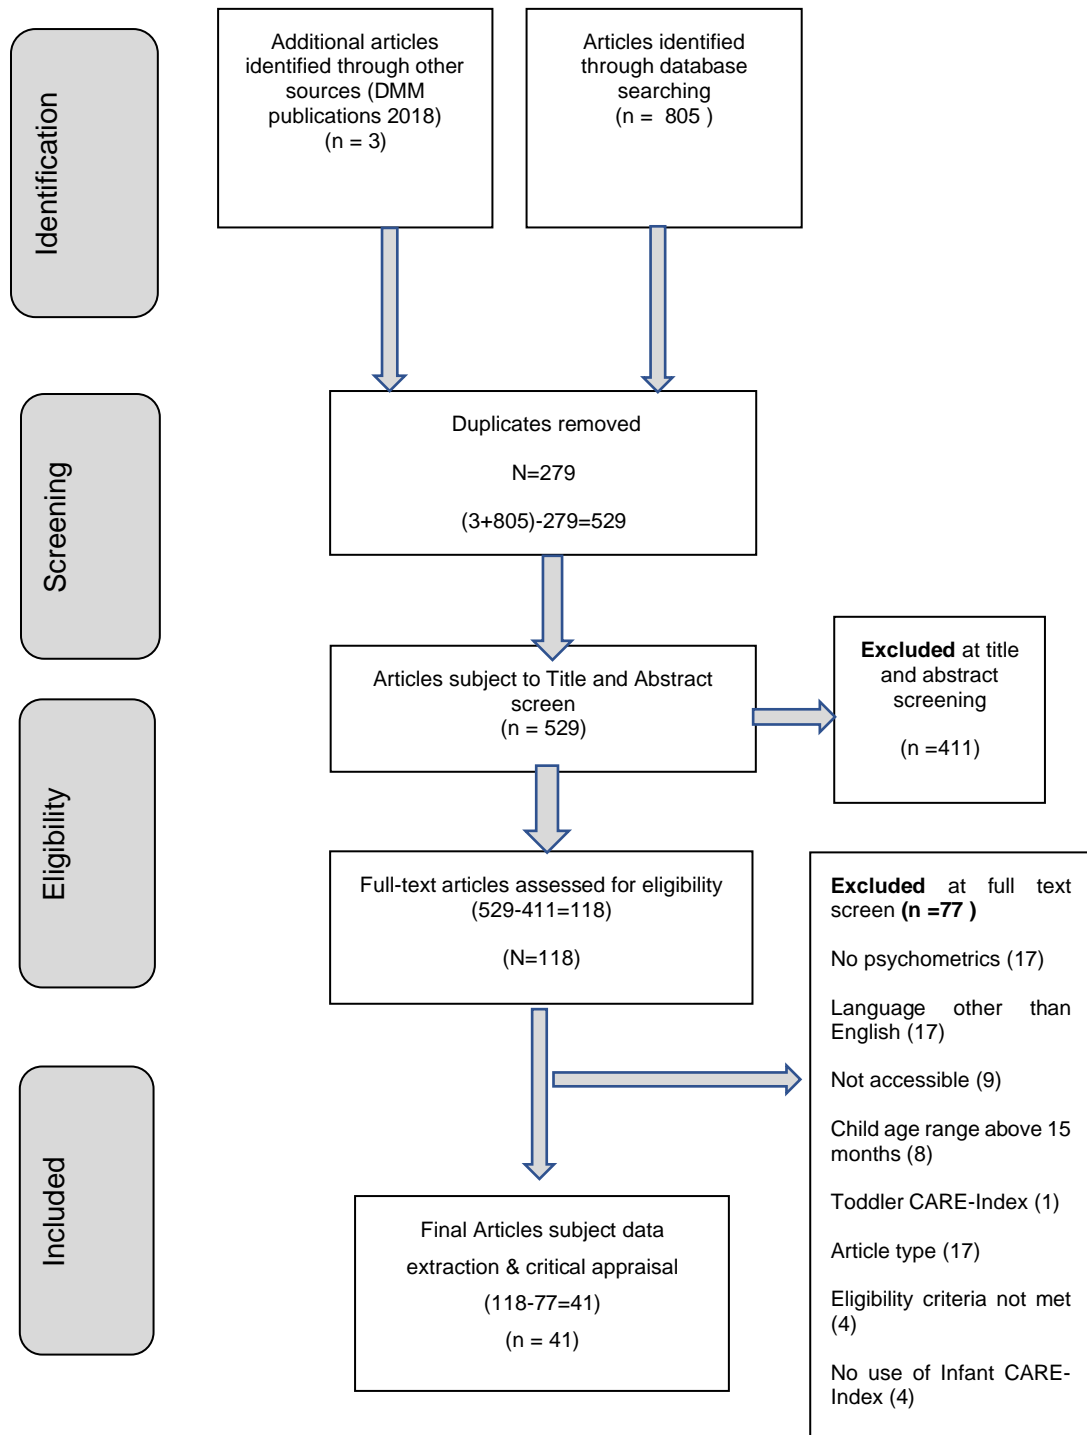 Identification
Additional articles
identified through other
sources (DMM
publications 2018)
(n = 3)
Articles identified
through database
searching
(n = 805 )
Screening
Duplicates removed
N=279
(3+805)-279=529
Articles subject to Title and Abstract
screen
(n = 529)
Excluded at title
and abstract
screening
(n =411)
Eligibility
Full-text articles assessed for eligibility
(529-411=118)
(N=118)
Excluded at full text
screen (n =77 )
No psychometrics (17)
Language other than
English (17)
Not accessible (9)
Child age range above 15
months (8)
Toddler CARE-Index (1)
Article type (17)
Eligibility criteria not met
(4)
No use of Infant CARE-
Index (4)
Included
Final Articles subject data
extraction & critical appraisal
(118-77=41)
(n = 41)